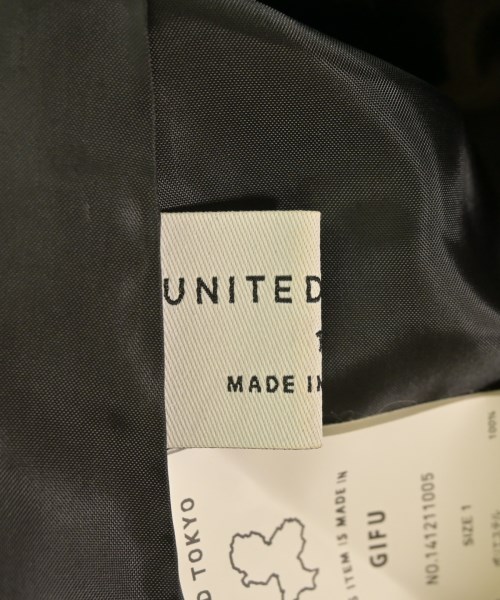 UNITED
MADE IN
TOKYO
ITEM IS MADE IN
GIFU
NO.141211005
SIZE 1
100%